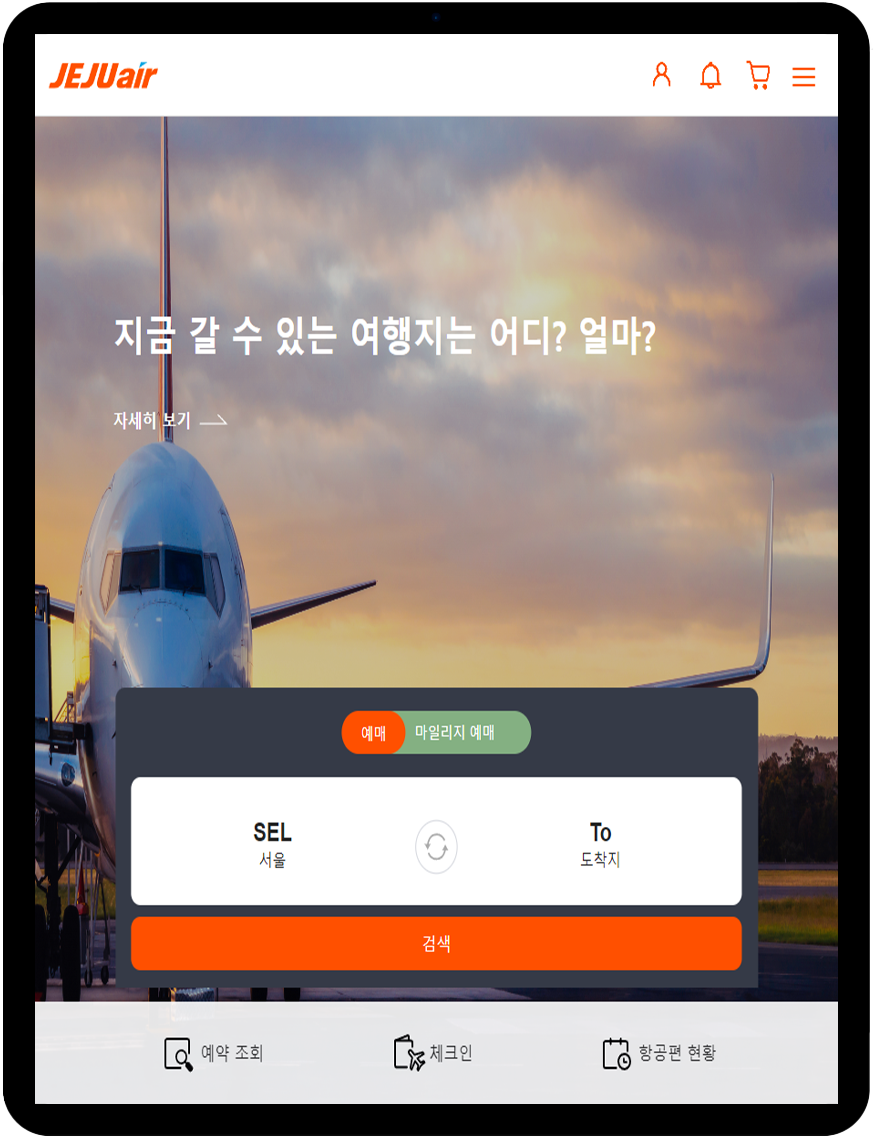 JEJUair
지금 갈 수 있는 여행지는 어디? 얼마?
자세히 보기
예매 마일리지 예매
SEL
서울
To
도착지
검색
예약 조회 체크인 항공편 현황